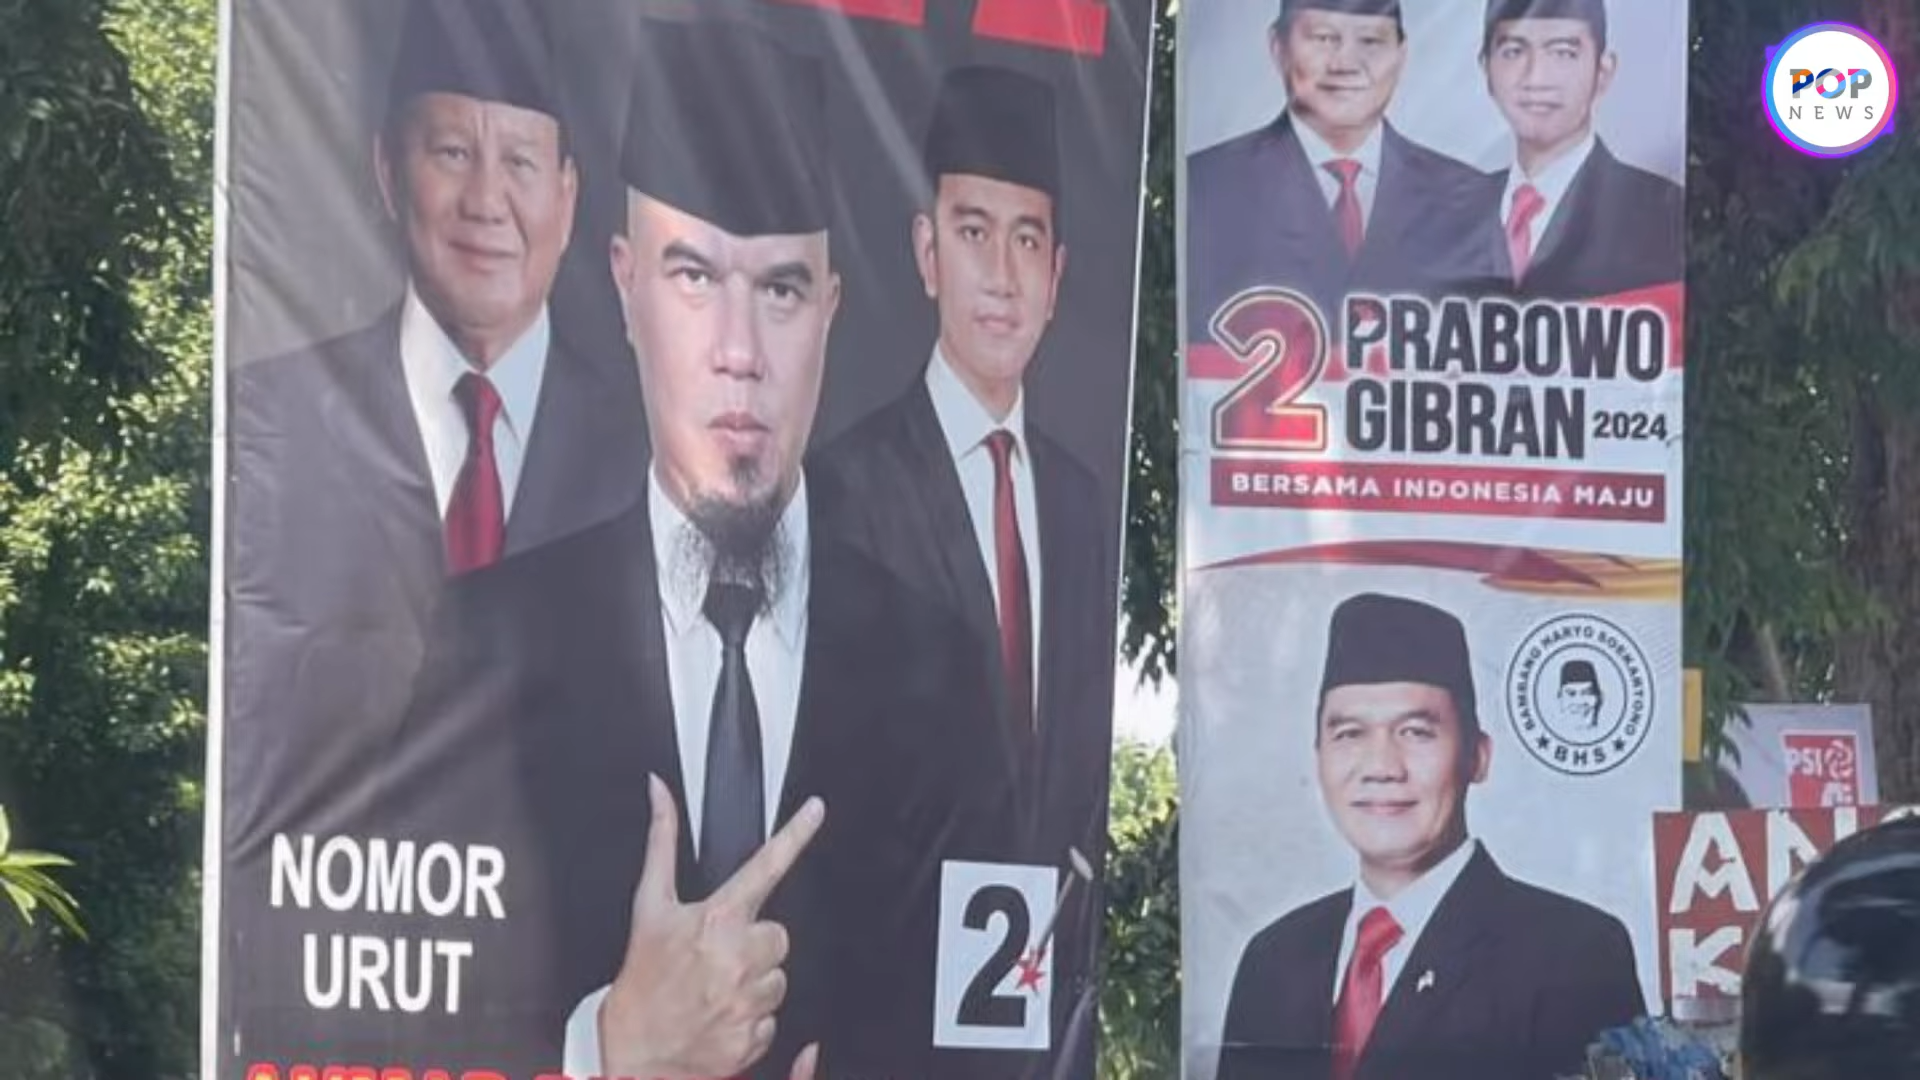 POP
NEWS
2 PRABOWO
GIBRAN 2024
BERSAMA INDONESIA MAJU
BAMBANG HARYO SOEKARTONO
★ BHS ★
PSI
NOMOR
URUT
2